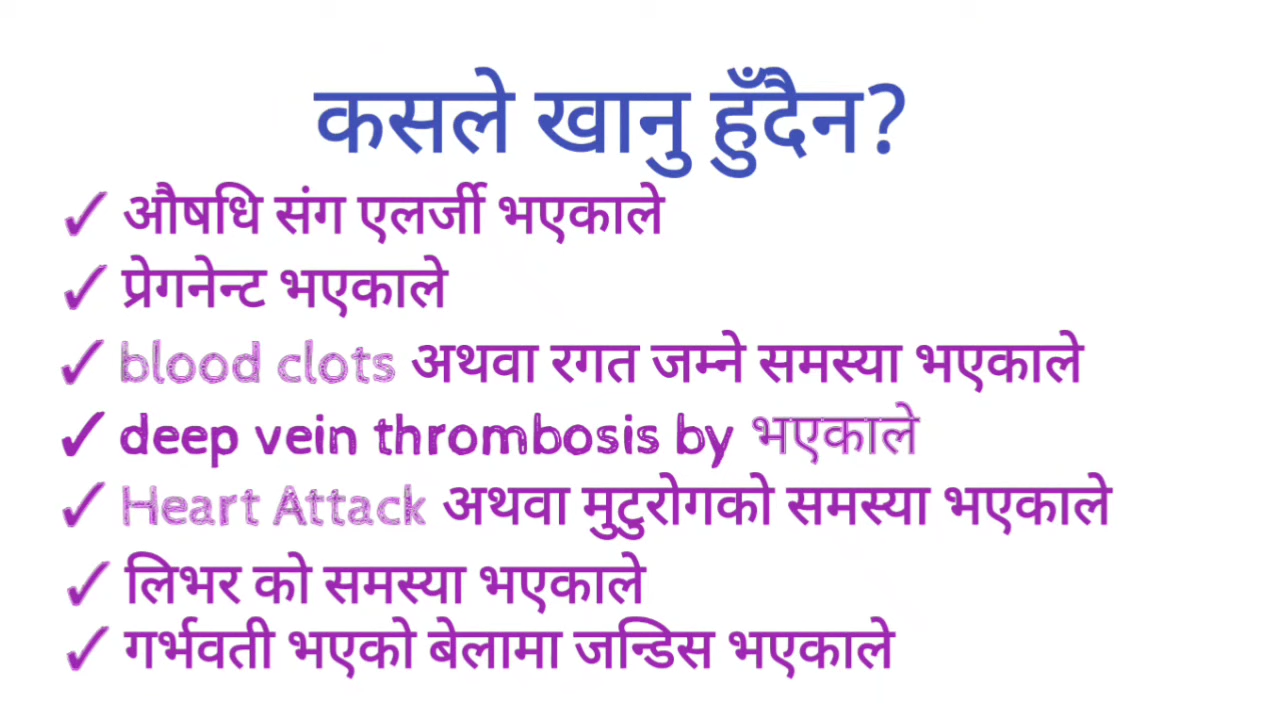 कसले खानु हुँदैन?
✓ औषधि संग एलर्जी भएकाले
✓ प्रेगनेन्ट भएकाले
✓ blood clots अथवा रगत जम्ने समस्या भएकाले
✓ deep vein thrombosis by भएकाले
✓ Heart Attack अथवा मुटुरोगको समस्या भएकाले
✓ लिभर को समस्या भएकाले
✓ गर्भवती भएको बेलामा जन्डिस भएकाले